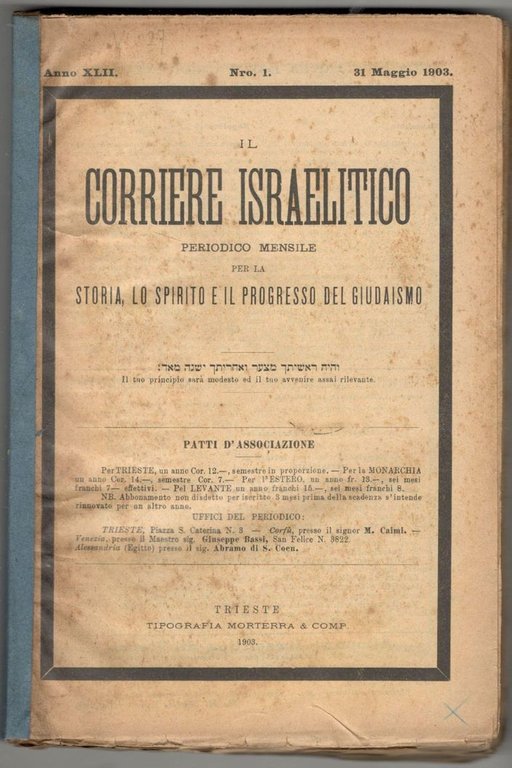 Anno XLII.
Nro. 1.
31 Maggio 1903.
IL
CORRIERE ISRAELITICO
PERIODICO MENSILE
PER LA
STORIA, LO SPIRITO E IL PROGRESSO DEL GIUDAISMO
והיה ראשיתך מצער ואחריתך ישגה מאד:
Il tuo principio sarà modesto ed il tuo avvenire assai rilevante.
PATTI D'ASSOCIAZIONE
Per TRIESTE, un anno Cor. 12.—, semestre in proporzione. — Per la MONARCHIA
un anno Cor. 14.—, semestre Cor. 7.— Per l'ESTERO, un anno fr. 13.—, sei mesi
franchi 7— effettivi. — Pel LEVANTE, un anno franchi 15.—, sei mesi franchi 8.
NB. Abbonamento non disdetto per iscritto 3 mesi prima della scadenza s'intende
rinnovato per un altro anno.
UFFICI DEL PERIODICO:
TRIESTE, Piazza S. Caterina N. 3 — Corfù, presso il signor M. Caimi. —
Venezia, presso il Maestro sig. Giuseppe Bassi, San Felice N. 3822.
Alessandria (Egitto) presso il sig. Abramo di S. Coen.
TRIESTE
TIPOGRAFIA MORTERRA & COMP.
1903.